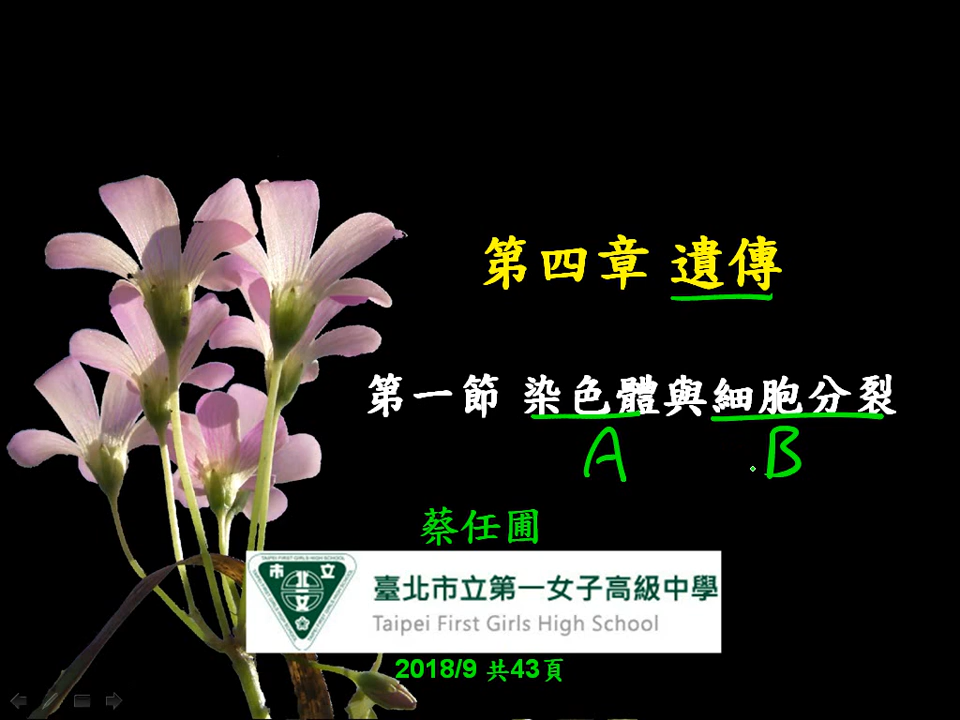 第四章 遺傳
第一節 染色體與細胞分裂
A B
蔡任圃
TAIPEI FIRST GIRLS HIGH SCHOOL
市立
北一女
臺北市立第一女子高級中學
Taipei First Girls High School
2018/9 共43頁